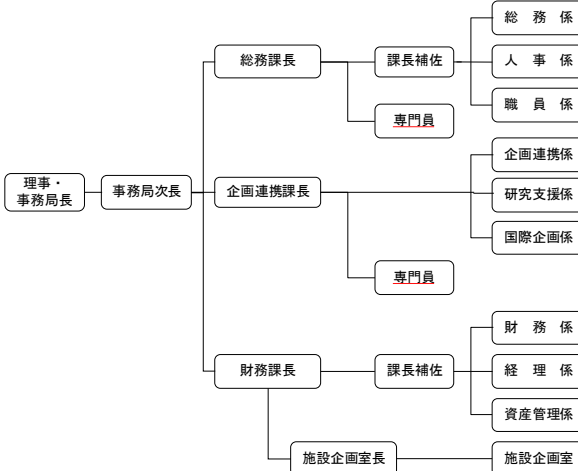 総　務　係
総務課長
課長補佐
人　事　係
職　員　係
専門員
企画連携係
理事・
事務局長
事務局次長
企画連携課長
研究支援係
国際企画係
専門員
財　務　係
財務課長
課長補佐
経　理　係
資産管理係
施設企画室長
施設企画室